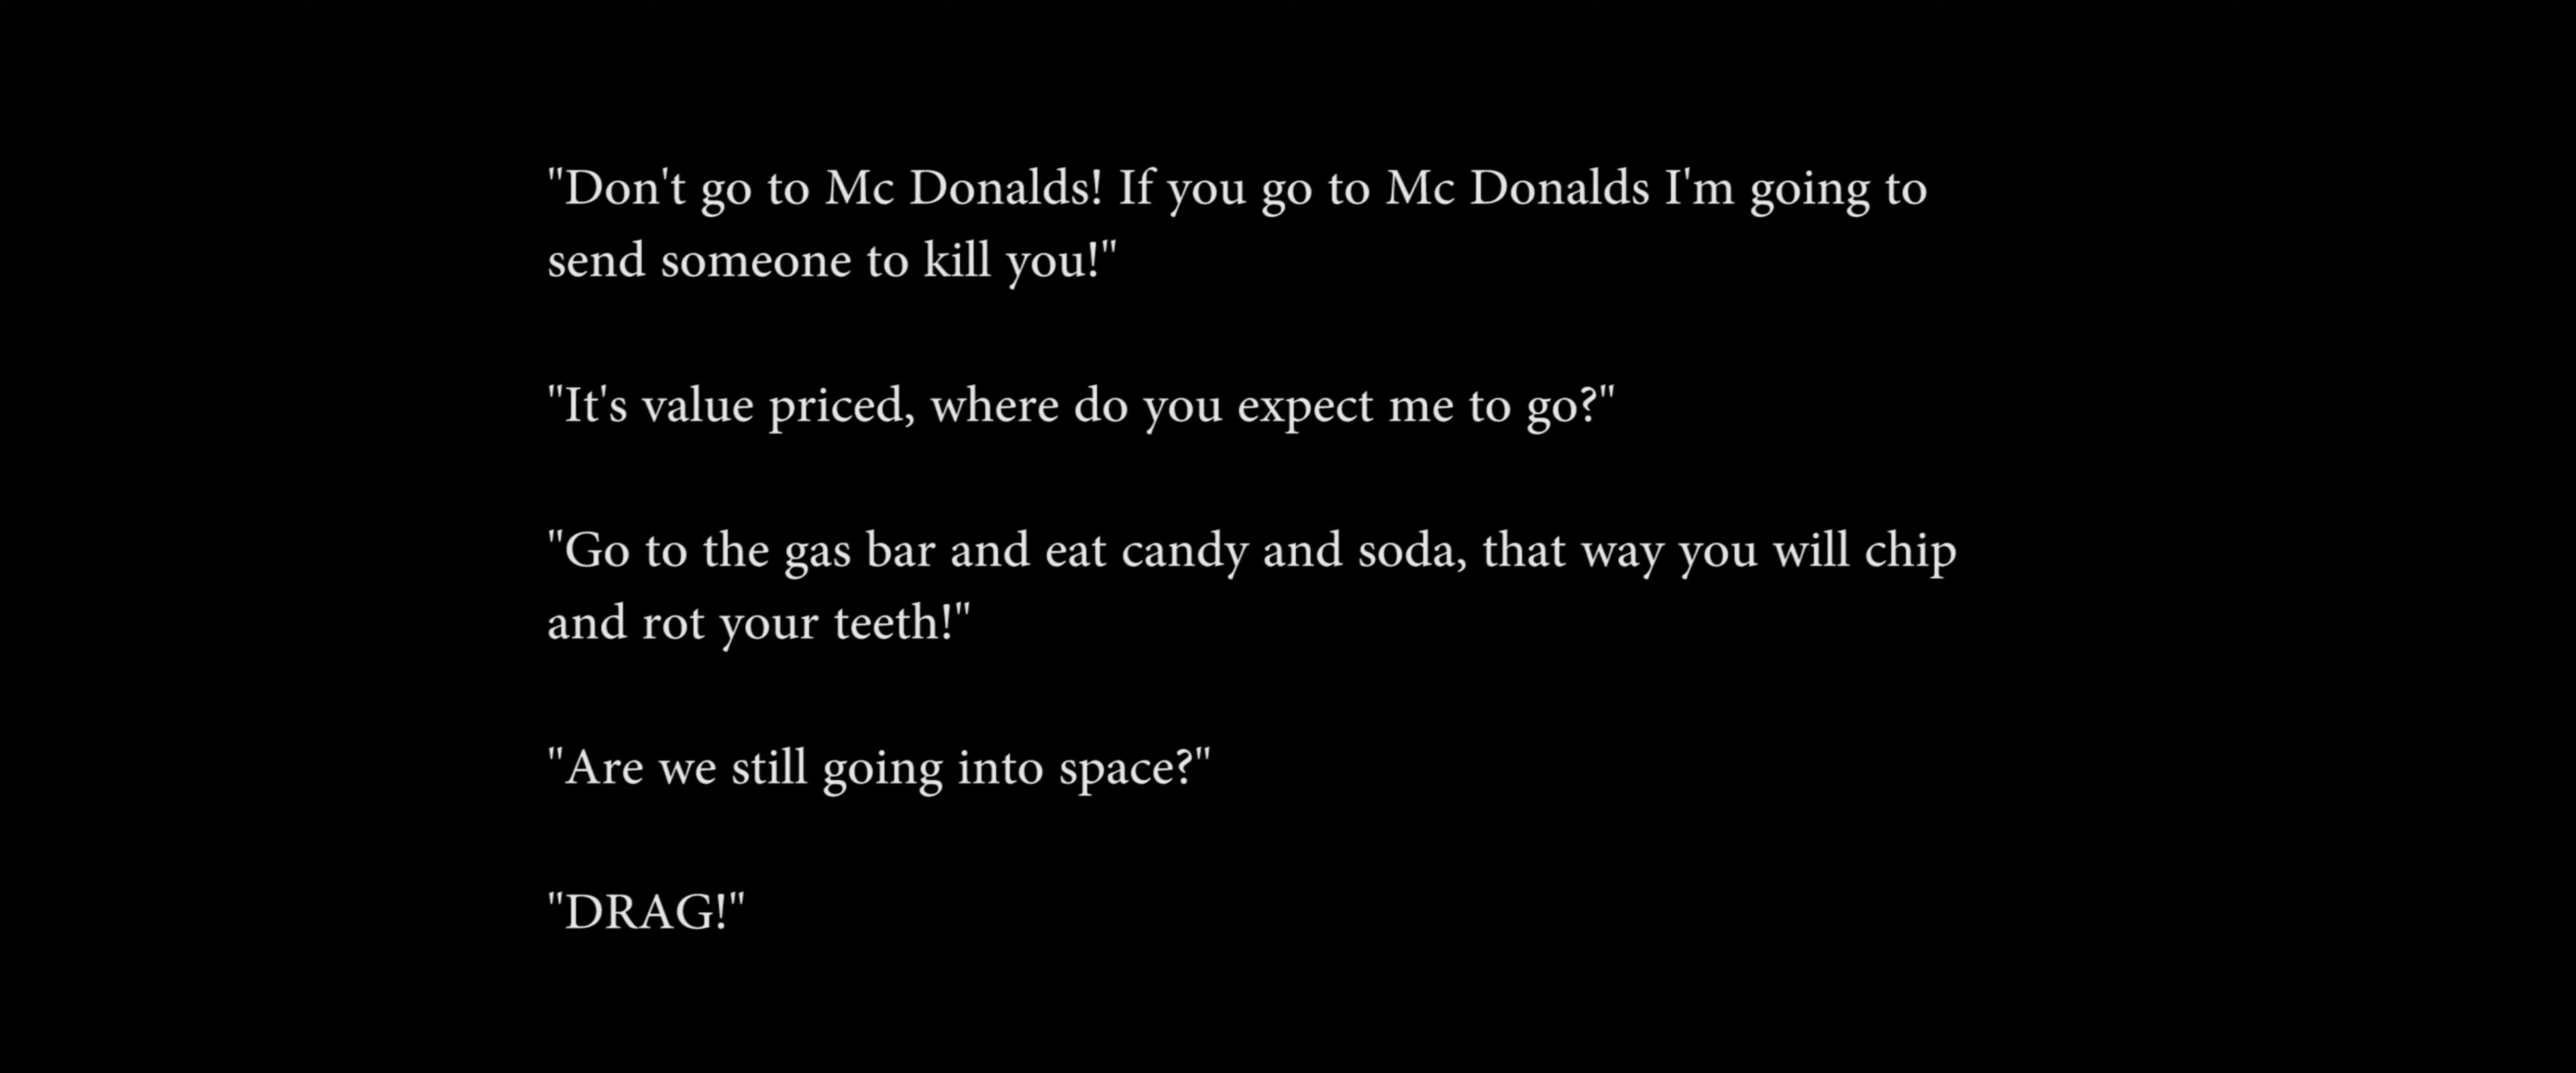 "Don't go to Mc Donalds! If you go to Mc Donalds I'm going to
send someone to kill you!"
"It's value priced, where do you expect me to go?"
"Go to the gas bar and eat candy and soda, that way you will chip
and rot your teeth!"
"Are we still going into space?"
"DRAG!"